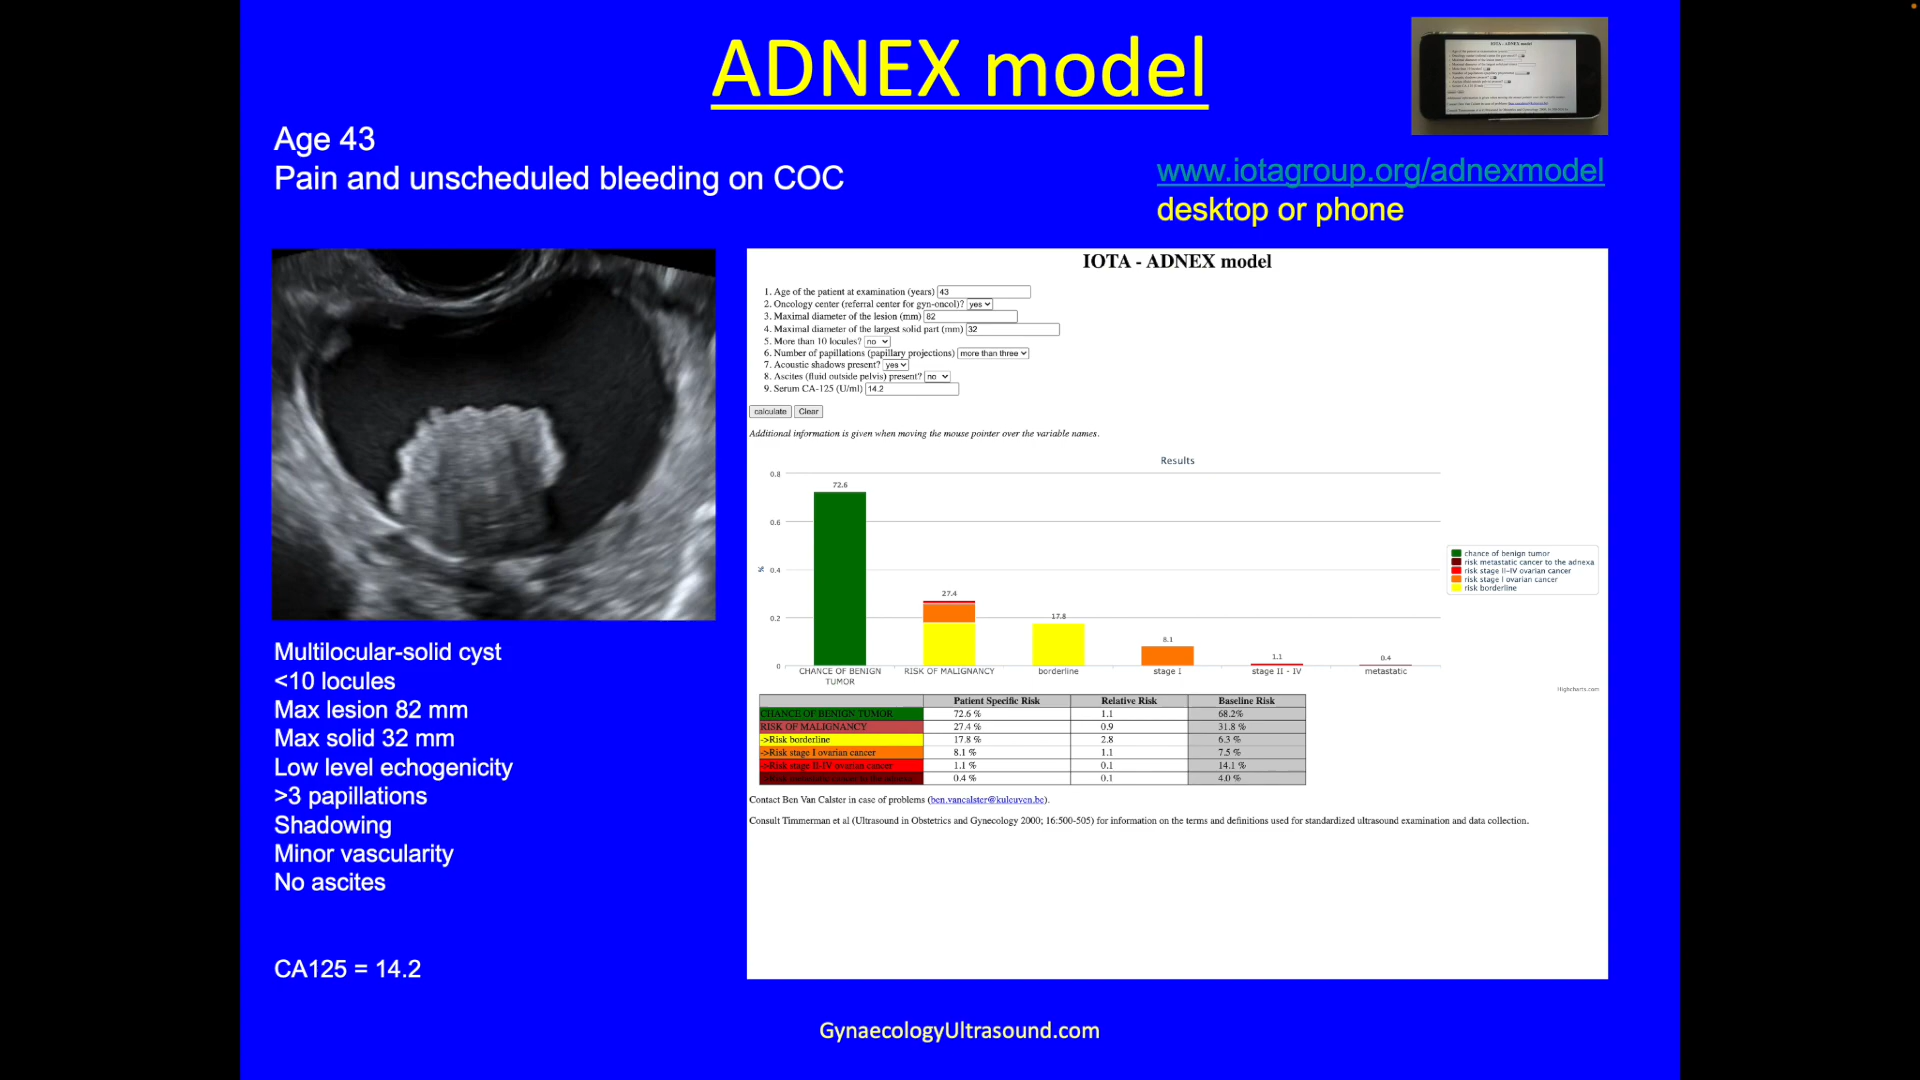 ADNEX model
Age 43
Pain and unscheduled bleeding on COC
www.iotagroup.org/adnexmodel
desktop or phone
IOTA - ADNEX model
1. Age of the patient at examination (years) 43
2. Oncology center (referral center for gyn-oncol)? yes
3. Maximal diameter of the lesion (mm) 82
4. Maximal diameter of the largest solid part (mm) 32
5. More than 10 locules? no
6. Number of papillations (papillary projections) more than three
7. Acoustic shadows present? yes
8. Ascites (fluid outside pelvis) present? no
9. Serum CA-125 (U/ml) 14.2
calculate Clear
Additional information is given when moving the mouse pointer over the variable names.
Results
%
0.8
0.6
0.4
0.2
0
72.6
27.4
17.8
8.1
1.1
0.4
CHANCE OF BENIGN TUMOR
RISK OF MALIGNANCY
borderline
stage I
stage II - IV
metastatic
chance of benign tumor
risk metastatic cancer to the adnexa
risk stage II-IV ovarian cancer
risk stage I ovarian cancer
risk borderline
Highcharts.com
Patient Specific Risk Relative Risk Baseline Risk
CHANCE OF BENIGN TUMOR 72.6 % 1.1 68.2%
RISK OF MALIGNANCY 27.4 % 0.9 31.8 %
->Risk borderline 17.8 % 2.8 6.3 %
->Risk stage I ovarian cancer 8.1 % 1.1 7.5 %
->Risk stage II-IV ovarian cancer 1.1 % 0.1 14.1 %
->Risk metastatic cancer to the adnexa 0.4 % 0.1 4.0 %
Contact Ben Van Calster in case of problems (ben.vancalster@kuleuven.be).
Consult Timmerman et al (Ultrasound in Obstetrics and Gynecology 2000; 16:500-505) for information on the terms and definitions used for standardized ultrasound examination and data collection.
Multilocular-solid cyst
<10 locules
Max lesion 82 mm
Max solid 32 mm
Low level echogenicity
>3 papillations
Shadowing
Minor vascularity
No ascites
CA125 = 14.2
GynaecologyUltrasound.com